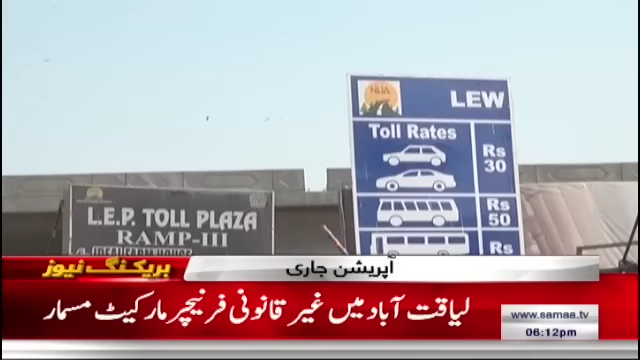 NHA
LEW
Toll Rates
Rs
30
Rs
50
Rs
L.E.P. TOLL PLAZA
RAMP-III
بریکنگ نیوز
آپریشن جاری
لیاقت آباد میں غیر قانونی فرنیچر مارکیٹ مسمار
www.samaa.tv
06:12pm